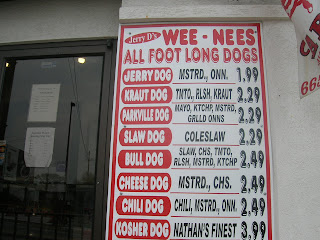 Jerry D's WEE - NEES
ALL FOOT LONG DOGS
JERRY DOG MSTRD., ONN. 1.99
KRAUT DOG TMTO, RLSH, KRAUT 2.29
PARKVILLE DOG MAYO, KTCHP, MSTRD, GRLLD ONNS 2.29
SLAW DOG COLESLAW 2.29
BULL DOG SLAW, CHS, TMTO, RLSH, MSTRD, KTCHP 2.49
CHEESE DOG MSTRD., CHS. 2.49
CHILI DOG CHILI, MSTRD., ONN. 2.49
KOSHER DOG NATHAN'S FINEST 3.99